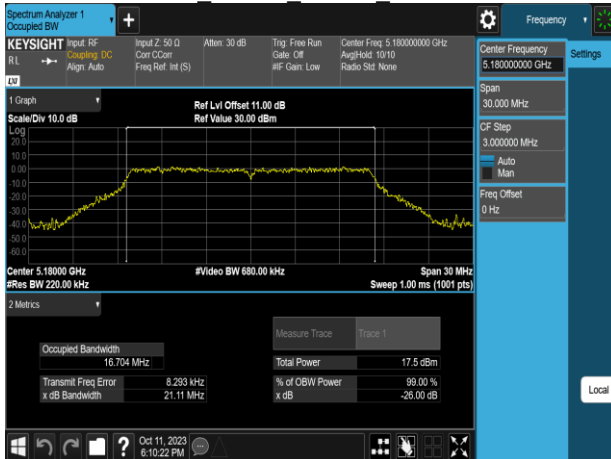 Spectrum Analyzer 1
Occupied BW
Frequency
KEYSIGHT
RL
LXI
Input: RF
Coupling: DC
Align: Auto
Input Z: 50 Ω
Corr CCorr
Freq Ref: Int (S)
Atten: 30 dB
Trig: Free Run
Gate: Off
#IF Gain: Low
Center Freq: 5.180000000 GHz
Avg|Hold: 10/10
Radio Std: None
Center Frequency
5.180000000 GHz
Settings
Span
30.000 MHz
CF Step
3.000000 MHz
Auto
Man
Freq Offset
0 Hz
1 Graph
Scale/Div 10.0 dB
Ref Lvl Offset 11.00 dB
Ref Value 30.00 dBm
Log
20.0
10.0
0.00
-10.0
-20.0
-30.0
-40.0
-50.0
-60.0
Center 5.18000 GHz
#Res BW 220.00 kHz
#Video BW 680.00 kHz
Span 30 MHz
Sweep 1.00 ms (1001 pts)
2 Metrics
Measure Trace Trace 1
Occupied Bandwidth
16.704 MHz
Total Power 17.5 dBm
Transmit Freq Error 8.293 kHz
% of OBW Power 99.00 %
x dB Bandwidth 21.11 MHz
x dB -26.00 dB
Local
?
Oct 11, 2023
6:10:22 PM